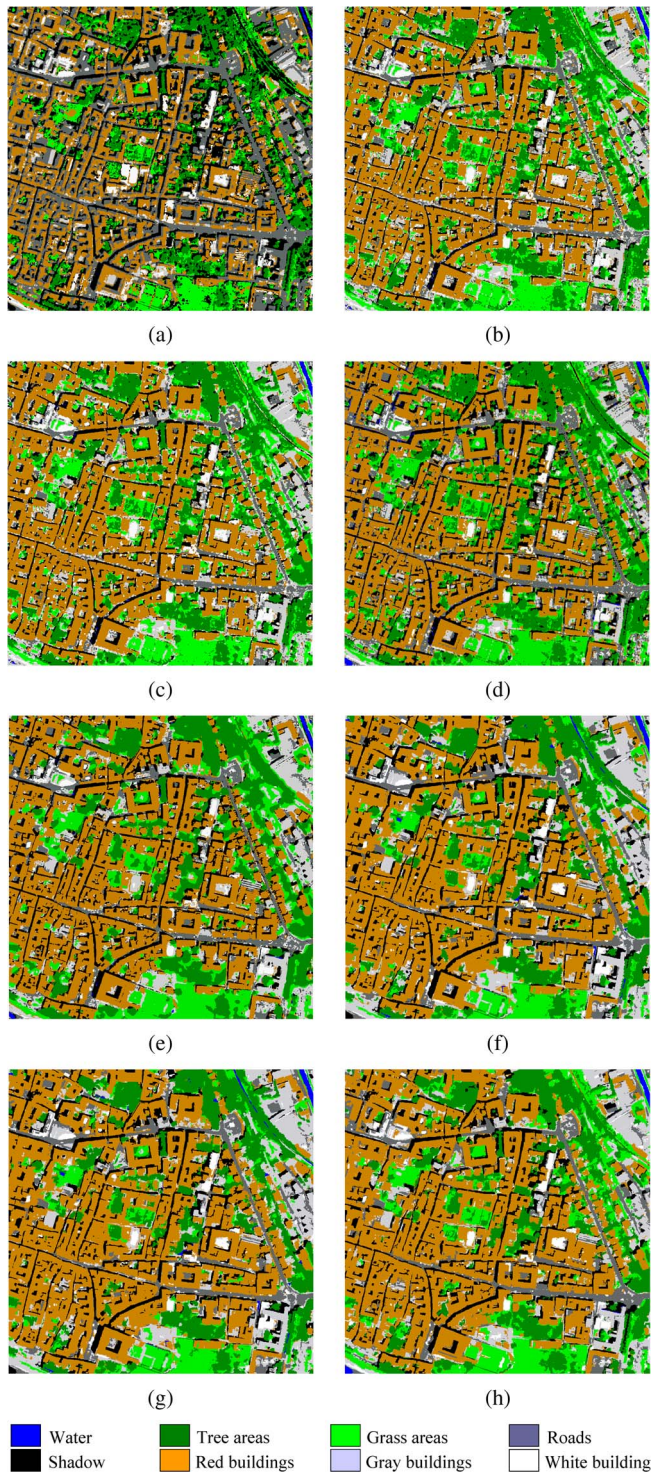 (a) (b)
(c) (d)
(e) (f)
(g) (h)
Water Tree areas Grass areas Roads
Shadow Red buildings Gray buildings White building